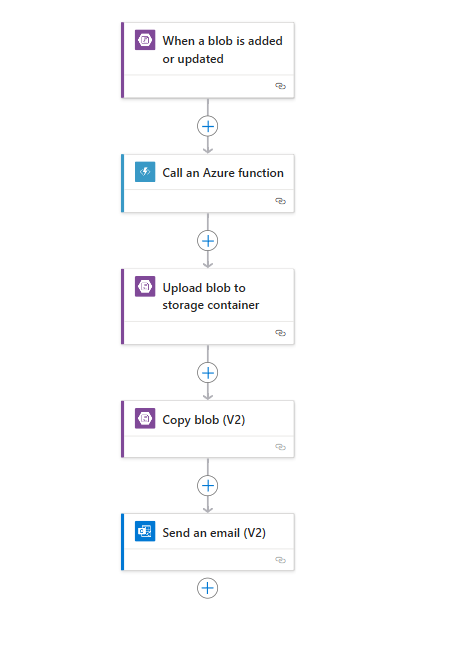 When a blob is added
or updated
Call an Azure function
Upload blob to
storage container
Copy blob (V2)
Send an email (V2)